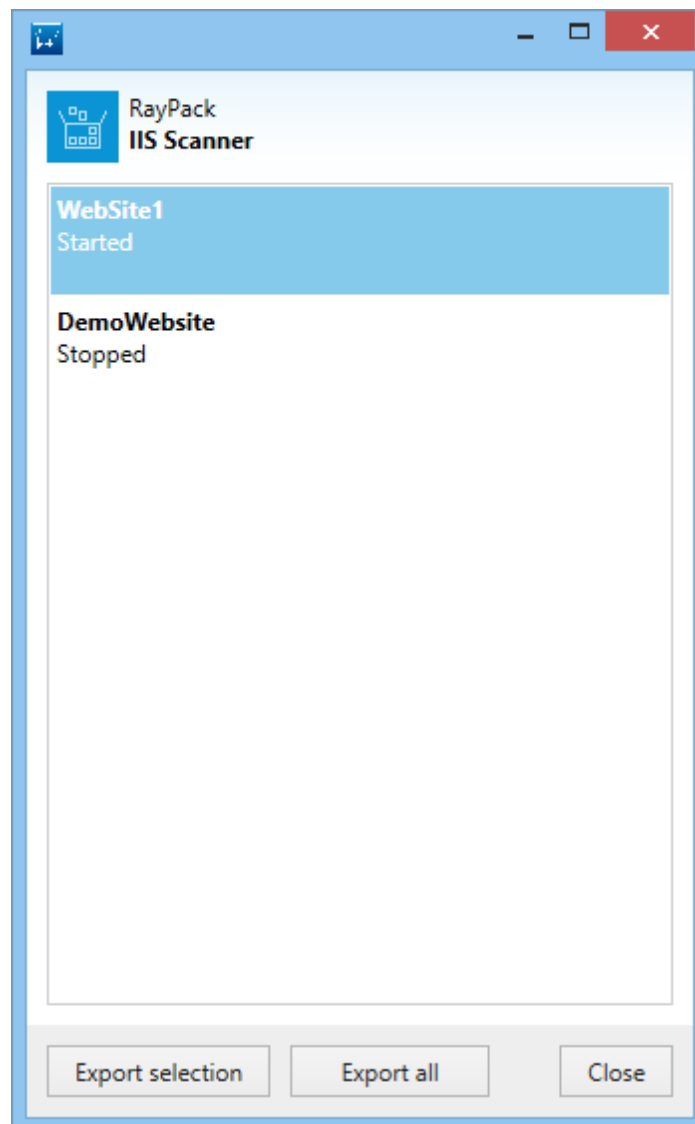 RayPack
IIS Scanner
WebSite1
Started
DemoWebsite
Stopped
Export selection
Export all
Close